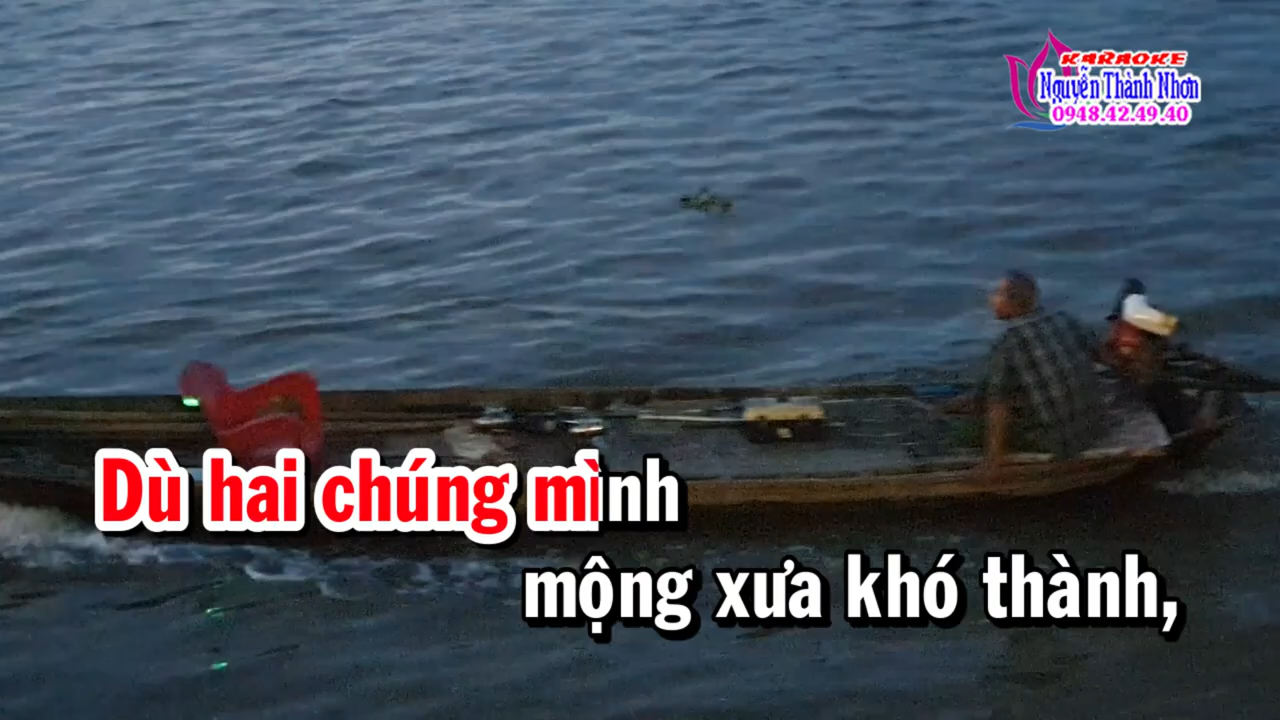 KARAOKE
Nguyễn Thành Nhơn
0948.42.49.40
Dù hai chúng mình
mộng xưa khó thành,